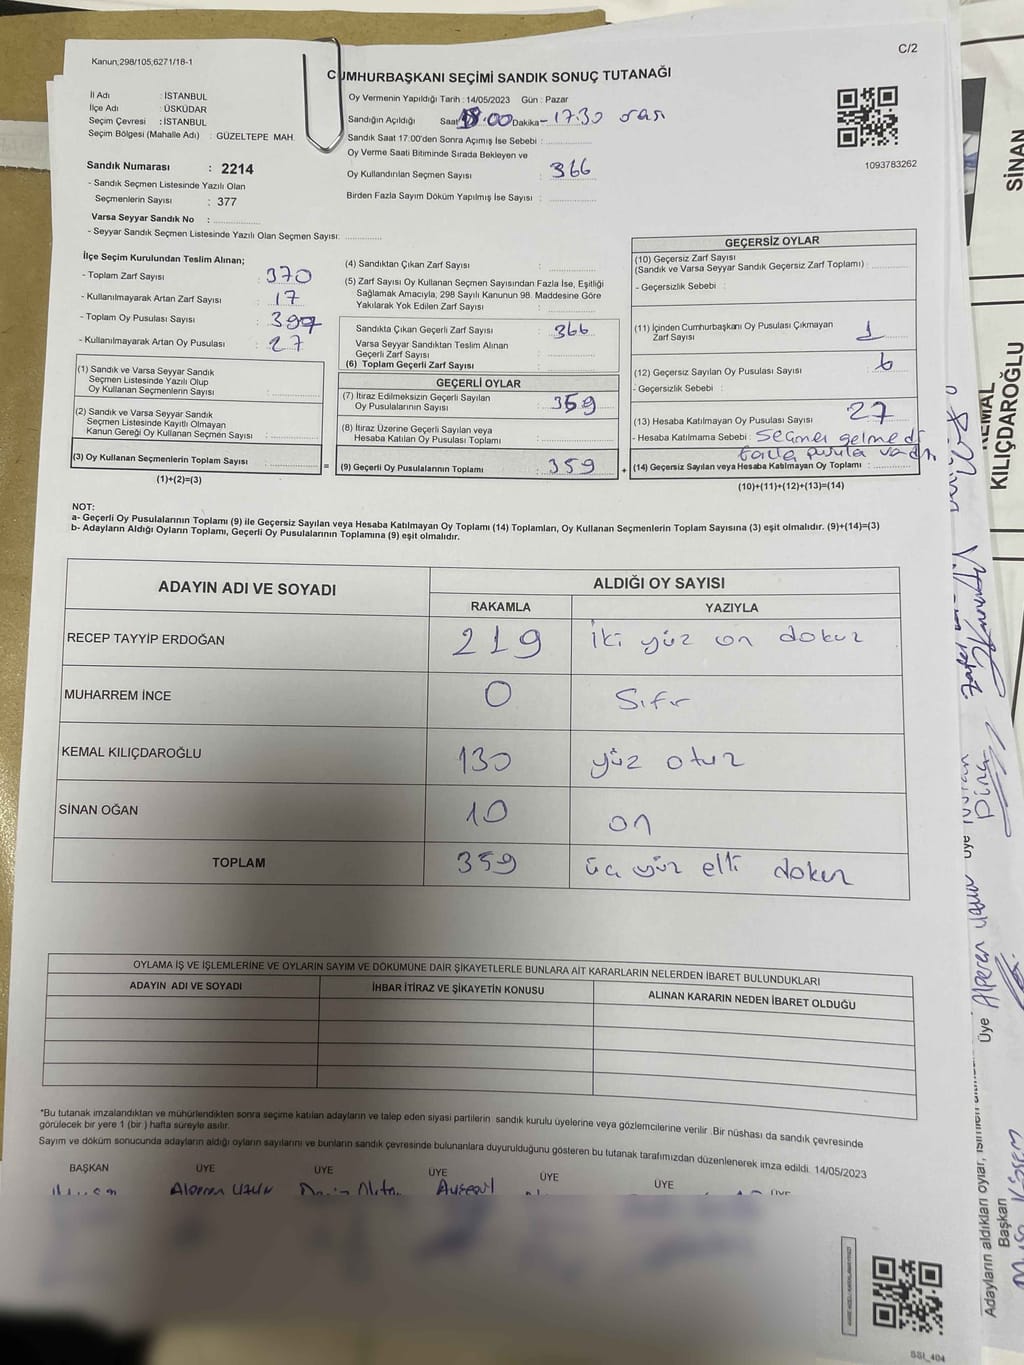 C/2
Kanun;298/105;6271/18-1
CUMHURBAŞKANI SEÇİMİ SANDIK SONUÇ TUTANAĞI
İl Adı : İSTANBUL
İlçe Adı : ÜSKÜDAR
Seçim Çevresi : İSTANBUL
Seçim Bölgesi (Mahalle Adı) : GÜZELTEPE MAH.
Sandık Numarası : 2214
- Sandık Seçmen Listesinde Yazılı Olan
Seçmenlerin Sayısı : 377
Varsa Seyyar Sandık No :
- Seyyar Sandık Seçmen Listesinde Yazılı Olan Seçmen Sayısı:
Oy Vermenin Yapıldığı Tarih : 14/05/2023 Gün : Pazar
Sandığın Açıldığı Saat 8:00 Dakika - 17:30 arası
Sandık Saat 17:00'den Sonra Açımış İse Sebebi :
Oy Verme Saati Bitiminde Sırada Bekleyen ve
Oy Kullandırılan Seçmen Sayısı : 366
Birden Fazla Sayım Döküm Yapılmış İse Sayısı :
1093783262
İlçe Seçim Kurulundan Teslim Alınan;
- Toplam Zarf Sayısı : 370
- Kullanılmayarak Artan Zarf Sayısı : 17
- Toplam Oy Pusulası Sayısı : 397
- Kullanılmayarak Artan Oy Pusulası : 27
(1) Sandık ve Varsa Seyyar Sandık
Seçmen Listesinde Yazılı Olup
Oy Kullanan Seçmenlerin Sayısı :
(2) Sandık ve Varsa Seyyar Sandık
Seçmen Listesinde Kayıtlı Olmayan
Kanun Gereği Oy Kullanan Seçmen Sayısı :
(3) Oy Kullanan Seçmenlerin Toplam Sayısı :
(1)+(2)=(3)
(4) Sandıktan Çıkan Zarf Sayısı :
(5) Zarf Sayısı Oy Kullanan Seçmen Sayısından Fazla İse, Eşitliği
Sağlamak Amacıyla, 298 Sayılı Kanunun 98. Maddesine Göre
Yakılarak Yok Edilen Zarf Sayısı :
Sandıkta Çıkan Geçerli Zarf Sayısı : 366
Varsa Seyyar Sandıktan Teslim Alınan
Geçerli Zarf Sayısı :
(6) Toplam Geçerli Zarf Sayısı :
GEÇERLİ OYLAR
(7) İtiraz Edilmeksizin Geçerli Sayılan
Oy Pusulalarının Sayısı : 359
(8) İtiraz Üzerine Geçerli Sayılan veya
Hesaba Katılan Oy Pusulası Toplamı :
= (9) Geçerli Oy Pusulalarının Toplamı : 359 +
GEÇERSİZ OYLAR
(10) Geçersiz Zarf Sayısı
(Sandık ve Varsa Seyyar Sandık Geçersiz Zarf Toplamı) :
- Geçersizlik Sebebi :
(11) İçinden Cumhurbaşkanı Oy Pusulası Çıkmayan
Zarf Sayısı : 1
(12) Geçersiz Sayılan Oy Pusulası Sayısı : 6
- Geçersizlik Sebebi :
(13) Hesaba Katılmayan Oy Pusulası Sayısı : 27
- Hesaba Katılmama Sebebi : Seçmen gelmedi
fazla pusula vardı
(14) Geçersiz Sayılan veya Hesaba Katılmayan Oy Toplamı :
(10)+(11)+(12)+(13)=(14)
NOT:
a- Geçerli Oy Pusulalarının Toplamı (9) ile Geçersiz Sayılan veya Hesaba Katılmayan Oy Toplamı (14) Toplamları, Oy Kullanan Seçmenlerin Toplam Sayısına (3) eşit olmalıdır. (9)+(14)=(3)
b- Adayların Aldığı Oyların Toplamı, Geçerli Oy Pusulalarının Toplamına (9) eşit olmalıdır.
ADAYIN ADI VE SOYADI ALDIĞI OY SAYISI
RAKAMLA YAZIYLA
RECEP TAYYİP ERDOĞAN 219 iki yüz on dokuz
MUHARREM İNCE 0 Sıfır
KEMAL KILIÇDAROĞLU 130 yüz otuz
SİNAN OĞAN 10 on
TOPLAM 359 üç yüz elli dokuz
OYLAMA İŞ VE İŞLEMLERİNE VE OYLARIN SAYIM VE DÖKÜMÜNE DAİR ŞİKAYETLERLE BUNLARA AİT KARARLARIN NELERDEN İBARET BULUNDUKLARI
ADAYIN ADI VE SOYADI İHBAR İTİRAZ VE ŞİKAYETİN KONUSU ALINAN KARARIN NEDEN İBARET OLDUĞU
*Bu tutanak imzalandıktan ve mühürlendikten sonra seçime katılan adayların ve talep eden siyasi partilerin sandık kurulu üyelerine veya gözlemcilerine verilir. Bir nüshası da sandık çevresinde
görülecek bir yere 1 (bir) hafta süreyle asılır.
Sayım ve döküm sonucunda adayların aldığı oyların sayılarını ve bunların sandık çevresinde bulunanlara duyurulduğunu gösteren bu tutanak tarafımızdan düzenlenerek imza edildi. 14/05/2023
BAŞKAN ÜYE ÜYE ÜYE ÜYE ÜYE ÜYE
Alperen UZUN
SSI_404
SİNAN
KEMAL
KILIÇDAROĞLU
Adayların aldıkları oylar, isimleri
Başkan
Üye Alperen Uzun Üye